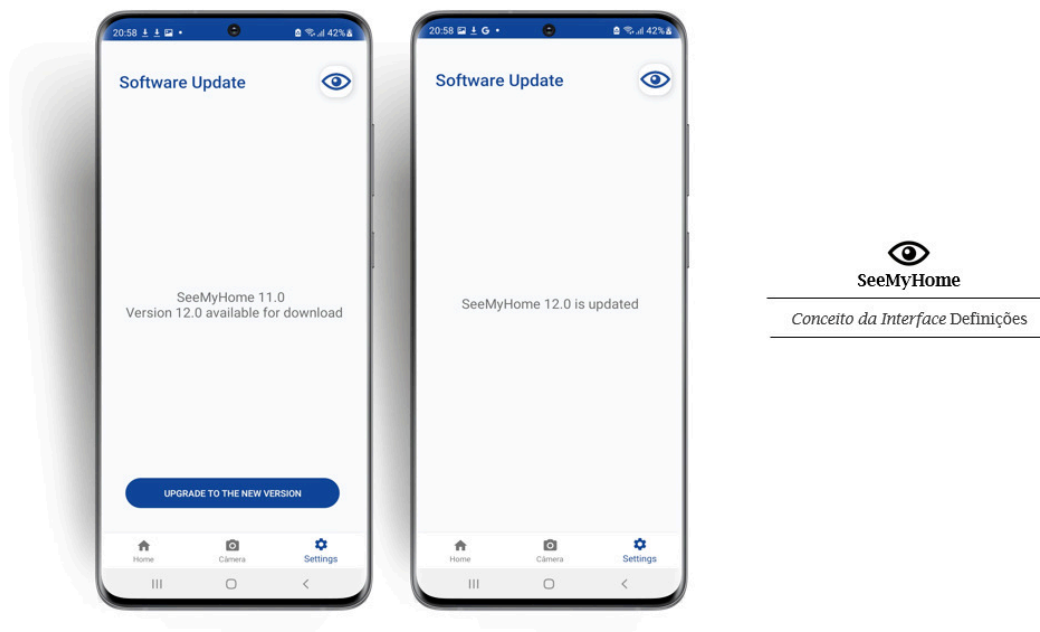 20:58
42%
Software Update
SeeMyHome 11.0
Version 12.0 available for download
UPGRADE TO THE NEW VERSION
Home
Câmera
Settings
20:58 G
42%
Software Update
SeeMyHome 12.0 is updated
Home
Câmera
Settings
SeeMyHome
Conceito da Interface Definições